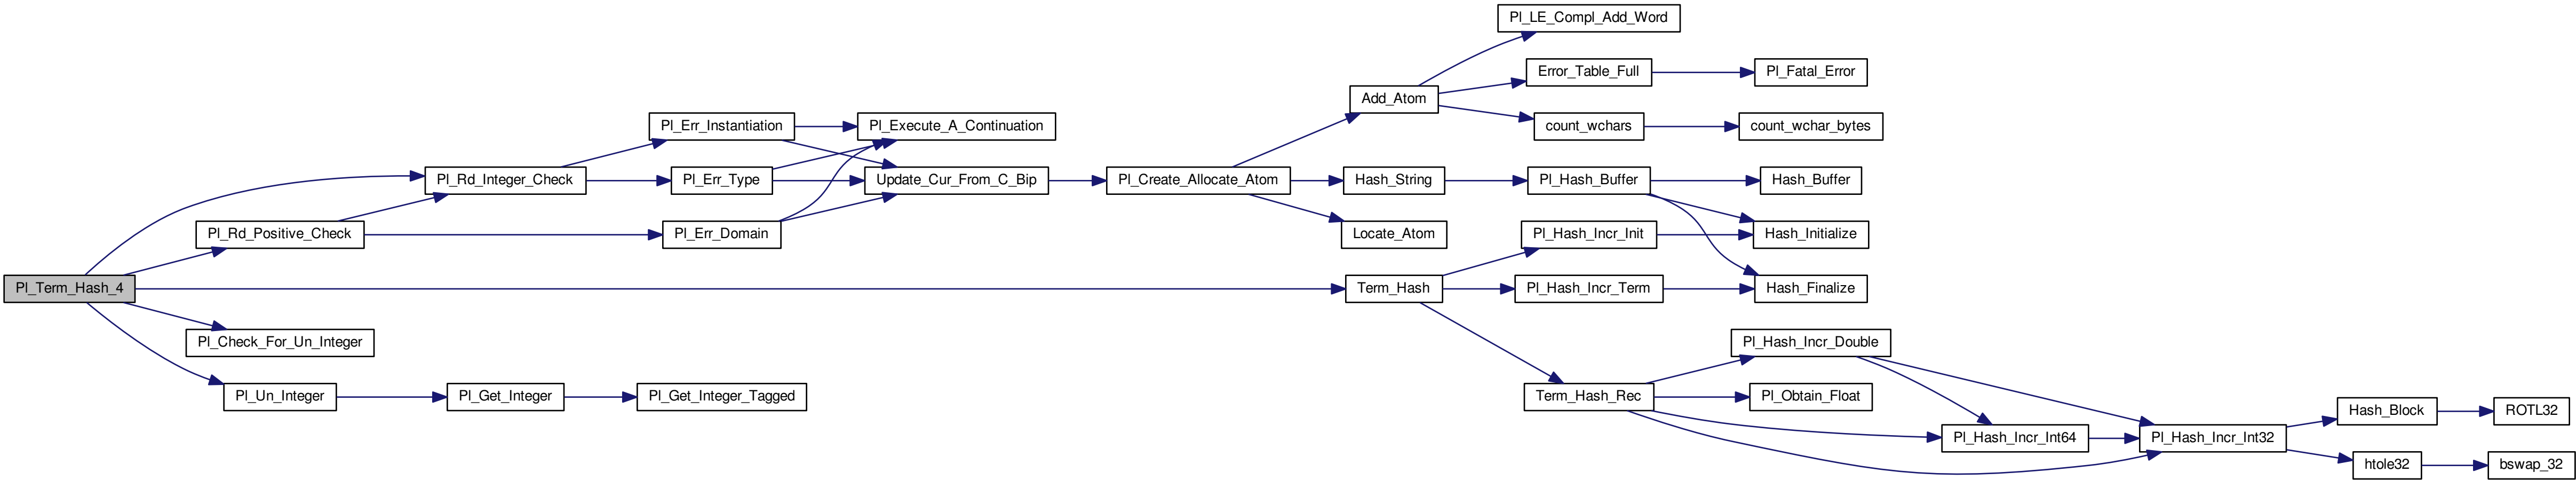 Pl_Term_Hash_4
Pl_Rd_Positive_Check
Pl_Check_For_Un_Integer
Pl_Un_Integer
Pl_Rd_Integer_Check
Pl_Get_Integer
Pl_Err_Instantiation
Pl_Err_Type
Pl_Err_Domain
Pl_Get_Integer_Tagged
Pl_Execute_A_Continuation
Update_Cur_From_C_Bip
Pl_Create_Allocate_Atom
Add_Atom
Hash_String
Locate_Atom
Term_Hash
Pl_LE_Compl_Add_Word
Error_Table_Full
count_wchars
Pl_Hash_Buffer
Pl_Hash_Incr_Init
Pl_Hash_Incr_Term
Term_Hash_Rec
Pl_Fatal_Error
count_wchar_bytes
Hash_Buffer
Hash_Initialize
Hash_Finalize
Pl_Hash_Incr_Double
Pl_Obtain_Float
Pl_Hash_Incr_Int64
Pl_Hash_Incr_Int32
Hash_Block
htole32
ROTL32
bswap_32